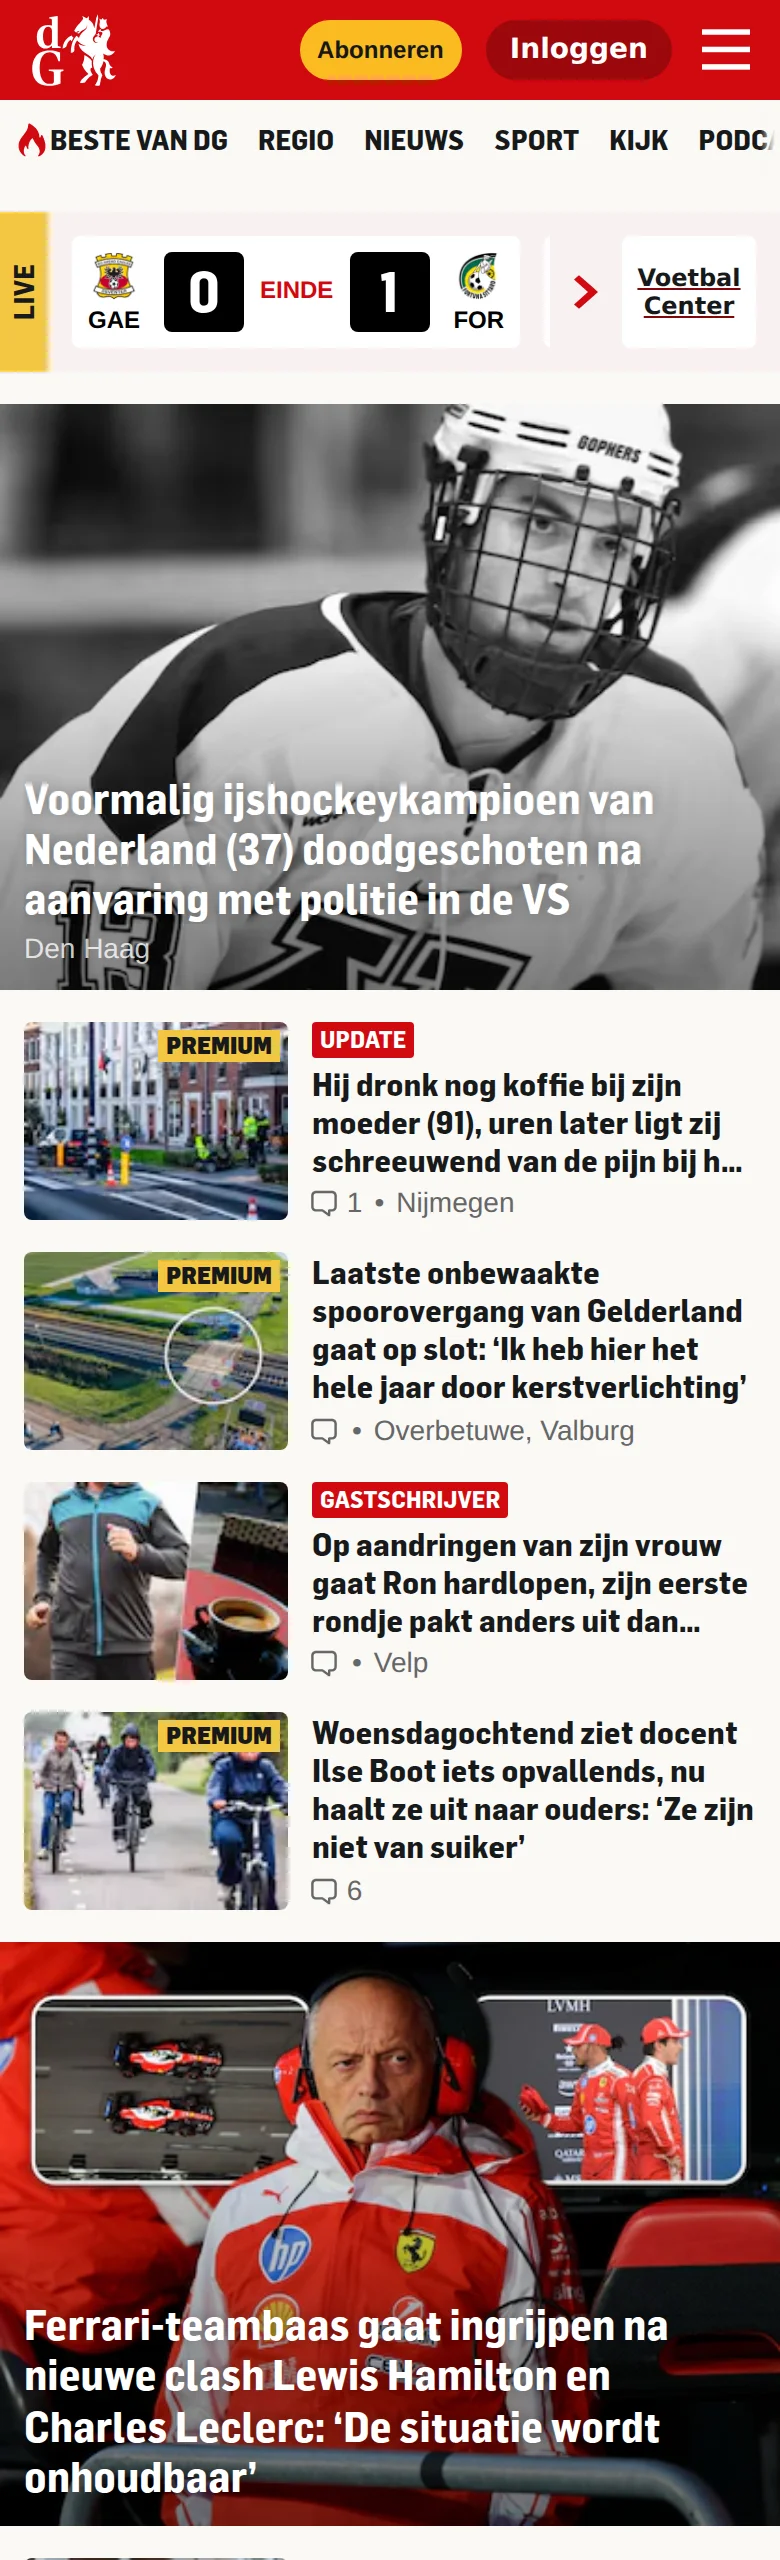 dG
Abonneren
Inloggen
BESTE VAN DG REGIO NIEUWS SPORT KIJK PODCA
LIVE
GAE
0
EINDE
1
FOR
Voetbal
Center
GOPHERS
Voormalig ijshockeykampioen van
Nederland (37) doodgeschoten na
aanvaring met politie in de VS
Den Haag
PREMIUM
UPDATE
Hij dronk nog koffie bij zijn
moeder (91), uren later ligt zij
schreeuwend van de pijn bij h...
1 • Nijmegen
PREMIUM
Laatste onbewaakte
spoorovergang van Gelderland
gaat op slot: ‘Ik heb hier het
hele jaar door kerstverlichting’
• Overbetuwe, Valburg
GASTSCHRIJVER
Op aandringen van zijn vrouw
gaat Ron hardlopen, zijn eerste
rondje pakt anders uit dan...
• Velp
PREMIUM
Woensdagochtend ziet docent
Ilse Boot iets opvallends, nu
haalt ze uit naar ouders: ‘Ze zijn
niet van suiker’
6
LVMH
QATAR
hp
Ferrari-teambaas gaat ingrijpen na
nieuwe clash Lewis Hamilton en
Charles Leclerc: ‘De situatie wordt
onhoudbaar’